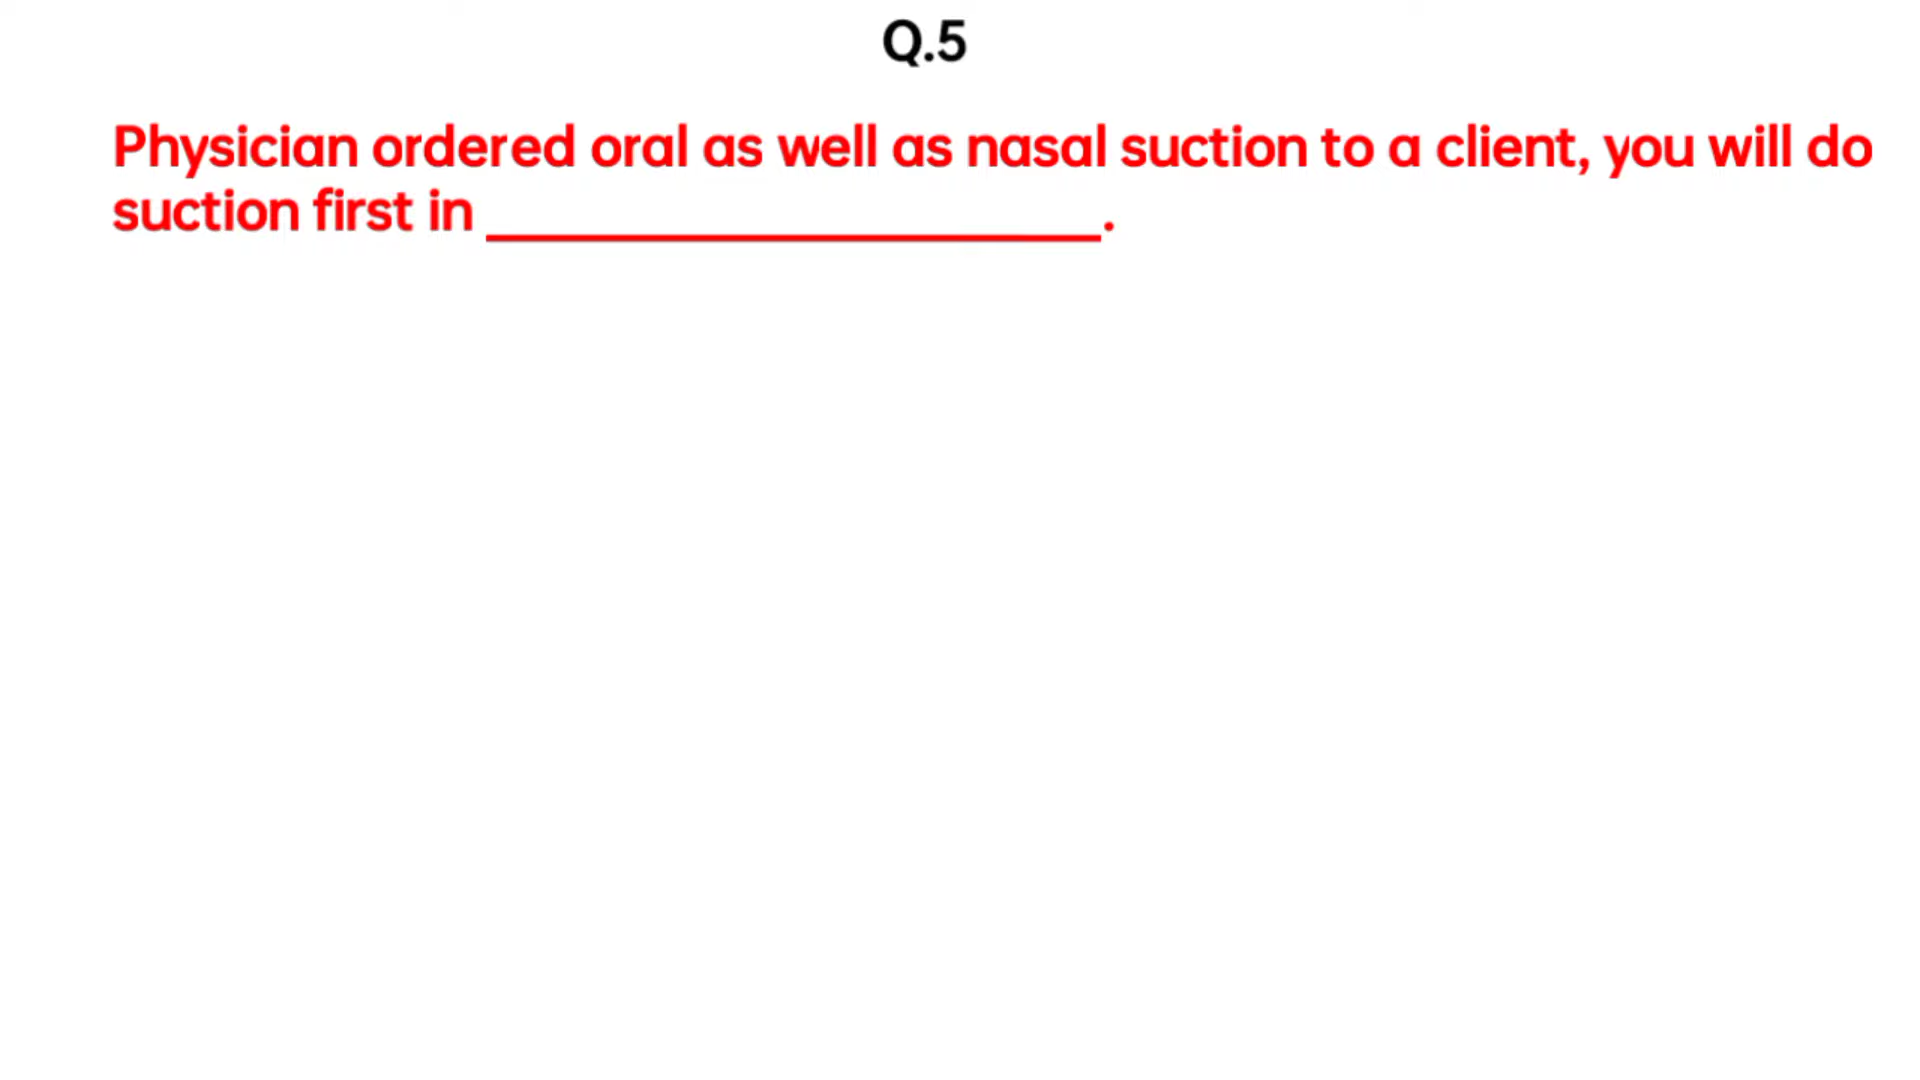 Q.5
Physician ordered oral as well as nasal suction to a client, you will do
suction first in ____________________.